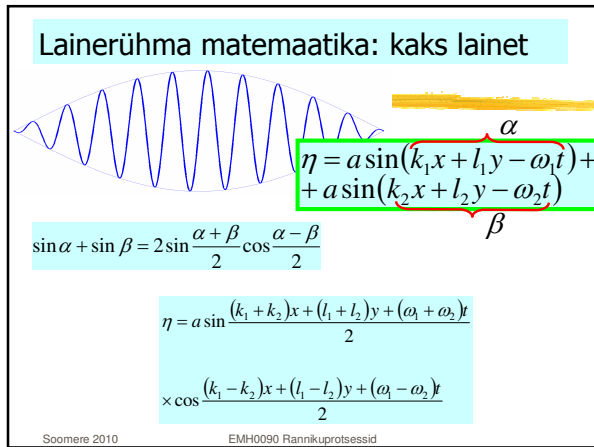 Lainerühma matemaatika: kaks lainet
α
η = a sin(k₁x + l₁y − ω₁t) +
+ a sin(k₂x + l₂y − ω₂t)
β
sin α + sin β = 2 sin (α + β)/2 cos (α − β)/2
η = a sin ((k₁ + k₂)x + (l₁ + l₂)y + (ω₁ + ω₂)t)/2
× cos ((k₁ − k₂)x + (l₁ − l₂)y + (ω₁ − ω₂)t)/2
Soomere 2010 EMH0090 Rannikuprotsessid